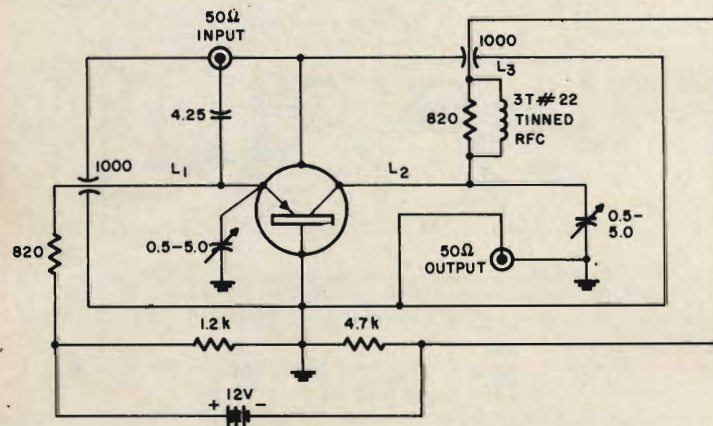 50Ω
INPUT
1000
L3
4.25
820
3T#22
TINNED
RFC
1000
L1
L2
820
0.5–5.0
0.5–
5.0
50Ω
OUTPUT
1.2k
4.7k
12V
+ −